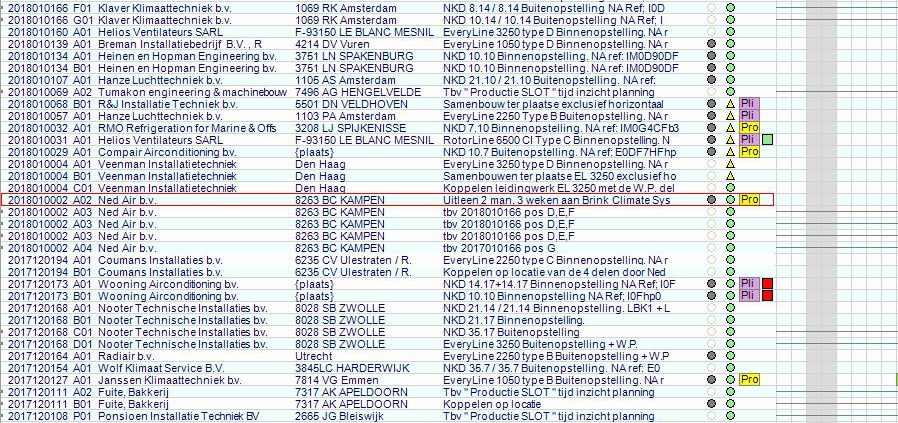 2018010166 F01 Klaver Klimaattechniek b.v. 1069 RK Amsterdam NKD 8.14 / 8.14 Buitenopstelling NA Ref; I0D
2018010166 G01 Klaver Klimaattechniek b.v. 1069 RK Amsterdam NKD 10.14 / 10.14 Buitenopstelling NA Ref; I
2018010160 A01 Helios Ventilateurs SARL F-93150 LE BLANC MESNIL EveryLine 3250 type D Binnenopstelling. NA r
2018010139 A01 Breman Installatiebedrijf B.V. , R 4214 DV Vuren EveryLine 1050 type D Binnenopstelling. NA r
2018010134 A01 Heinen en Hopman Engineering b.v. 3751 LN SPAKENBURG NKD 10.10 Binnenopstelling. NA ref: IM0D90DF
2018010134 B01 Heinen en Hopman Engineering b.v. 3751 LN SPAKENBURG NKD 10.10 Binnenopstelling. NA ref: IM0D90DF
2018010107 A01 Hanze Luchttechniek b.v. 1105 AS Amsterdam NKD 21.10 / 21.10 Buitenopstelling. NA ref:
2018010069 A02 Tumakon engineering & machinebouw 7496 AG HENGELVELDE Tbv " Productie SLOT " tijd inzicht planning
2018010068 B01 R&J Installatie Techniek b.v. 5501 DN VELDHOVEN Samenbouw ter plaatse exclusief horizontaal Pli
2018010057 A01 Hanze Luchttechniek b.v. 1103 PA Amsterdam EveryLine 2250 Type B Buitenopstelling. NA r Pli
2018010032 A01 RMO Refrigeration for Marine & Offs 3208 LJ SPIJKENISSE NKD 7.10 Binnenopstelling. NA ref: IM0G4CFb3 Pro
2018010031 A01 Helios Ventilateurs SARL F-93150 LE BLANC MESNIL RotorLine 6500 CI Type C Binnenopstelling. N Pli
2018010029 A01 Compair Airconditioning b.v. {plaats} NKD 10.7 Buitenopstelling. NA ref: E0DF7HFhp Pro
2018010004 A01 Veenman Installatietechniek Den Haag EveryLine 3250 type D Binnenopstelling. NA r
2018010004 B01 Veenman Installatietechniek Den Haag Samenbouwen ter plaatse EL 3250 exclusief ho
2018010004 C01 Veenman Installatietechniek Den Haag Koppelen leidingwerk EL 3250 met de W.P. del
2018010002 A02 Ned Air b.v. 8263 BC KAMPEN Uitleen 2 man, 3 weken aan Brink Climate Sys Pro
2018010002 A03 Ned Air b.v. 8263 BC KAMPEN tbv 2018010166 pos D,E,F
2018010002 A03 Ned Air b.v. 8263 BC KAMPEN tbv 2018010166 pos D,E,F
2018010002 A03 Ned Air b.v. 8263 BC KAMPEN tbv 2018010166 pos D,E,F
2018010002 A04 Ned Air b.v. 8263 BC KAMPEN tbv 2017010166 pos G
2017120194 A01 Coumans Installaties b.v. 6235 CV Ulestraten / R. EveryLine 2250 type C Binnenopstelling. NA r
2017120194 B01 Coumans Installaties b.v. 6235 CV Ulestraten / R. Koppelen op locatie van de 4 delen door Ned
2017120173 A01 Wooning Airconditioning b.v. {plaats} NKD 14.17+14.17 Binnenopstelling NA Ref; I0F Pli
2017120173 B01 Wooning Airconditioning b.v. {plaats} NKD 10.10 Binnenopstelling NA Ref; I0Fhp0 Pli
2017120168 A01 Nooter Technische Installaties bv. 8028 SB ZWOLLE NKD 21.14 / 21.14 Binnenopstelling. LBK1 + L
2017120168 B01 Nooter Technische Installaties bv. 8028 SB ZWOLLE NKD 21.17 Binnenopstelling.
2017120168 C01 Nooter Technische Installaties bv. 8028 SB ZWOLLE NKD 35.17 Buitenopstelling
2017120168 D01 Nooter Technische Installaties bv. 8028 SB ZWOLLE EveryLine 3250 type B Buitenopstelling + W.P.
2017120164 A01 Radiair b.v. Utrecht EveryLine 2250 type B Buitenopstelling + W.P
2017120154 A01 Wolf Klimaat Service B.V. 3845LC HARDERWIJK NKD 35.7 / 35.7 Buitenopstelling. NA ref: E0
2017120127 A01 Janssen Klimaattechniek b.v. 7814 VG Emmen EveryLine 1050 type B Buitenopstelling. NA r Pro
2017120111 A02 Fuite, Bakkerij 7317 AK APELDOORN Tbv " Productie SLOT " tijd inzicht planning
2017120111 B01 Fuite, Bakkerij 7317 AK APELDOORN Koppelen op locatie
2017120108 P01 Ponsioen Installatie Techniek BV 2665 JG Bleiswijk Tbv " Productie SLOT " tijd inzicht planning